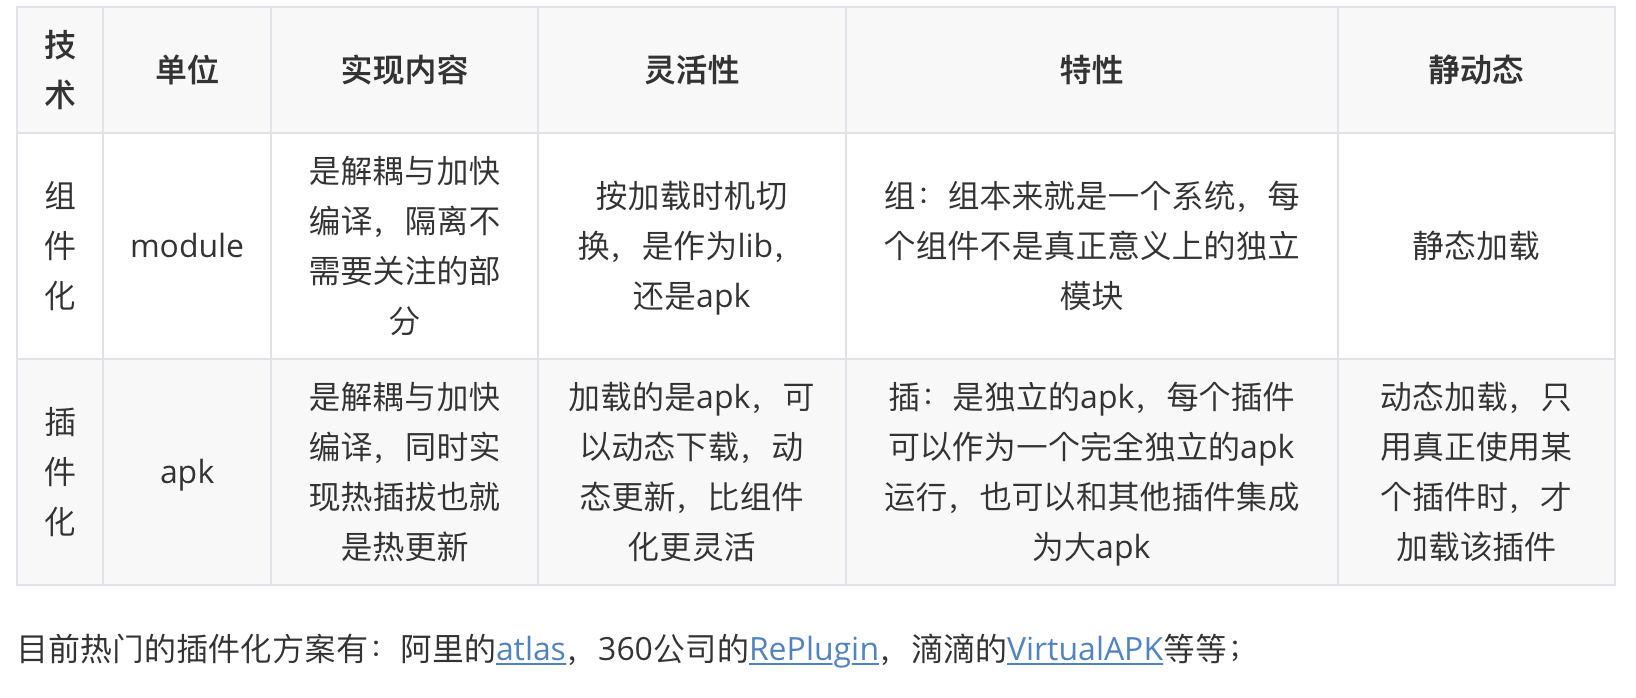 技
术
单位
实现内容
灵活性
特性
静动态
组
件
化
module
是解耦与加快
编译，隔离不
需要关注的部
分
按加载时机切
换，是作为lib，
还是apk
组：组本来就是一个系统，每
个组件不是真正意义上的独立
模块
静态加载
插
件
化
apk
是解耦与加快
编译，同时实
现热插拔也就
是热更新
加载的是apk，可
以动态下载，动
态更新，比组件
化更灵活
插：是独立的apk，每个插件
可以作为一个完全独立的apk
运行，也可以和其他插件集成
为大apk
动态加载，只
用真正使用某
个插件时，才
加载该插件
目前热门的插件化方案有：阿里的atlas，360公司的RePlugin，滴滴的VirtualAPK等等；